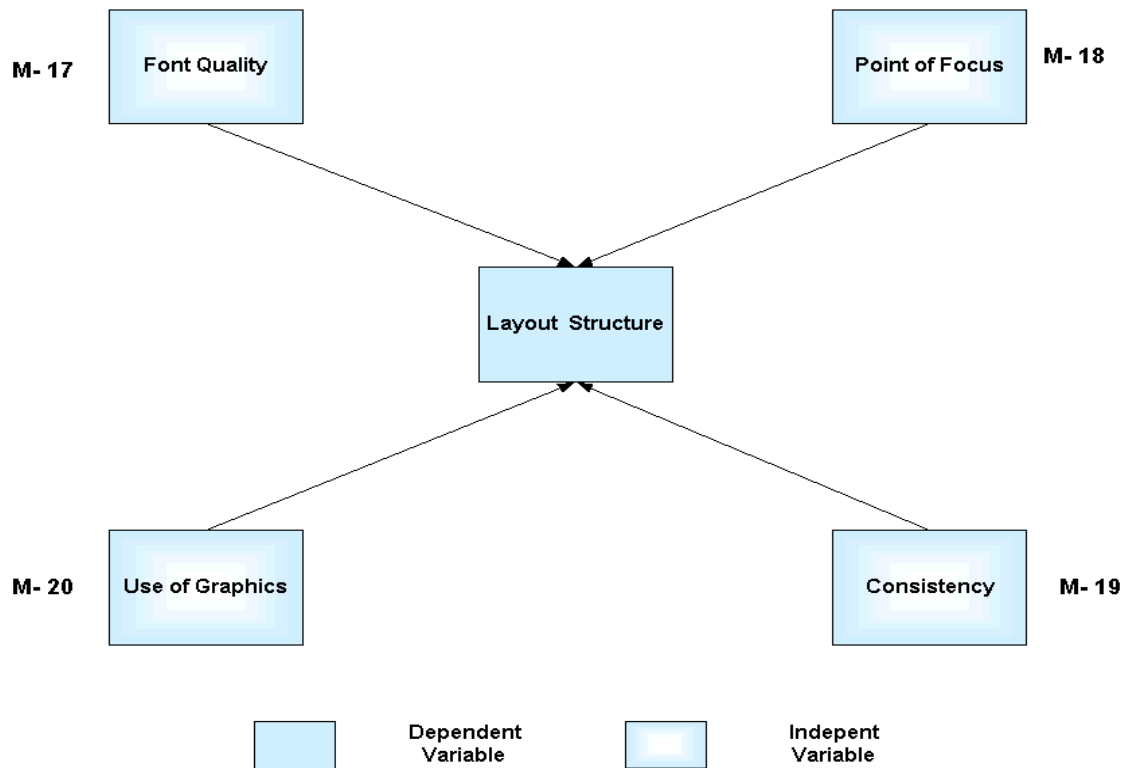 M- 17
Font Quality
Point of Focus
M- 18
Layout  Structure
M- 20
Use of Graphics
Consistency
M- 19
Dependent
Variable
Indepent
Variable